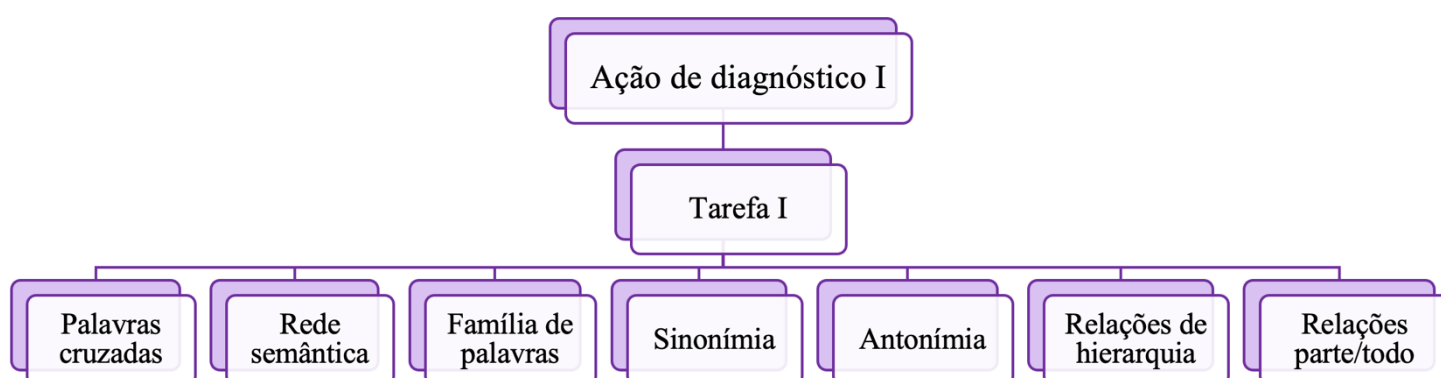 Ação de diagnóstico I
Tarefa I
Palavras
cruzadas
Rede
semântica
Família de
palavras
Sinonímia
Antonímia
Relações de
hierarquia
Relações
parte/todo